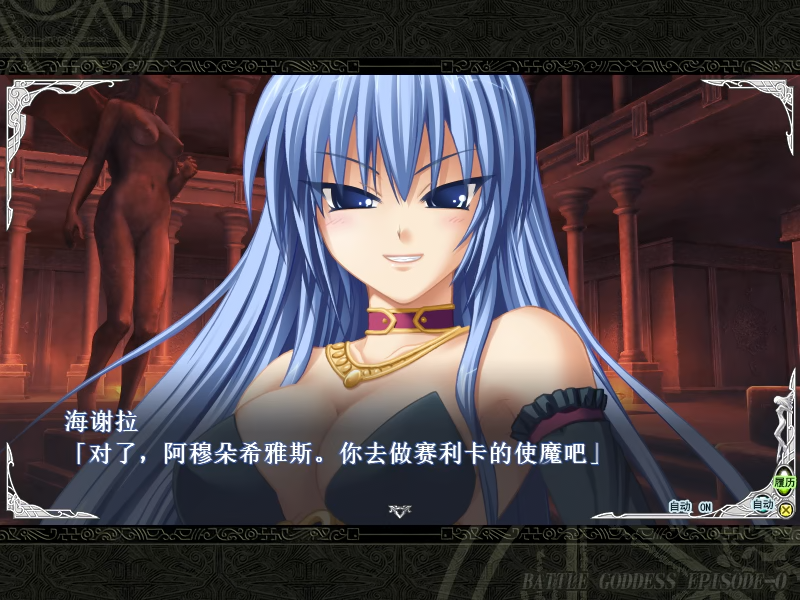 海谢拉
「对了，阿穆朵希雅斯。你去做赛利卡的使魔吧」
履历
自动 ON
自动
BATTLE GODDESS EPISODE-0